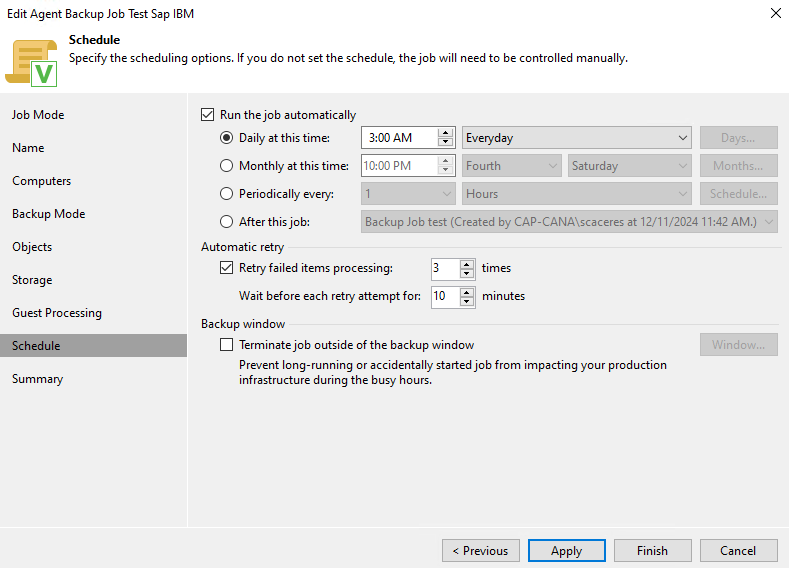 Edit Agent Backup Job Test Sap IBM
Schedule
Specify the scheduling options. If you do not set the schedule, the job will need to be controlled manually.
V
Job Mode
Name
Computers
Backup Mode
Objects
Storage
Guest Processing
Schedule
Summary
Run the job automatically
Daily at this time: 3:00 AM Everyday Days...
Monthly at this time: 10:00 PM Fourth Saturday Months...
Periodically every: 1 Hours Schedule...
After this job: Backup Job test (Created by CAP-CANA\scaceres at 12/11/2024 11:42 AM.)
Automatic retry
Retry failed items processing: 3 times
Wait before each retry attempt for: 10 minutes
Backup window
Terminate job outside of the backup window Window...
Prevent long-running or accidentally started job from impacting your production
infrastructure during the busy hours.
< Previous Apply Finish Cancel